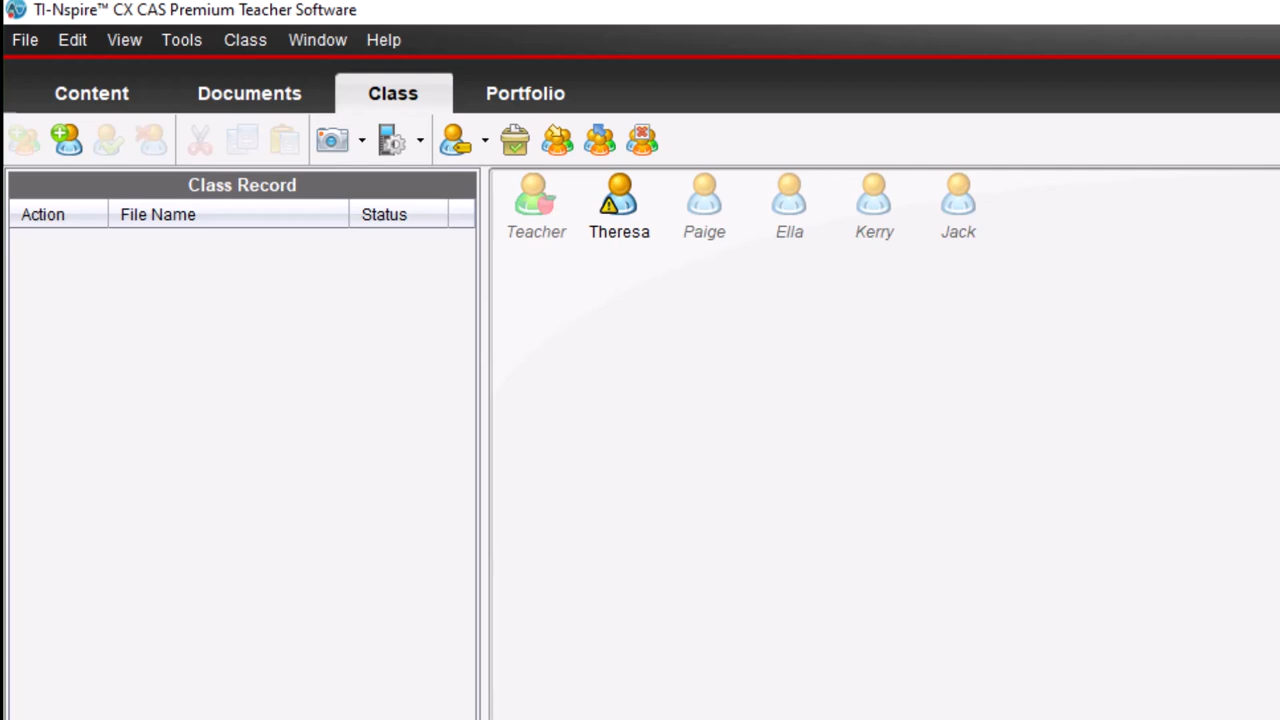 TI-Nspire™ CX CAS Premium Teacher Software
File Edit View Tools Class Window Help
Content Documents Class Portfolio
Class Record
Action File Name Status
Teacher Theresa Paige Ella Kerry Jack